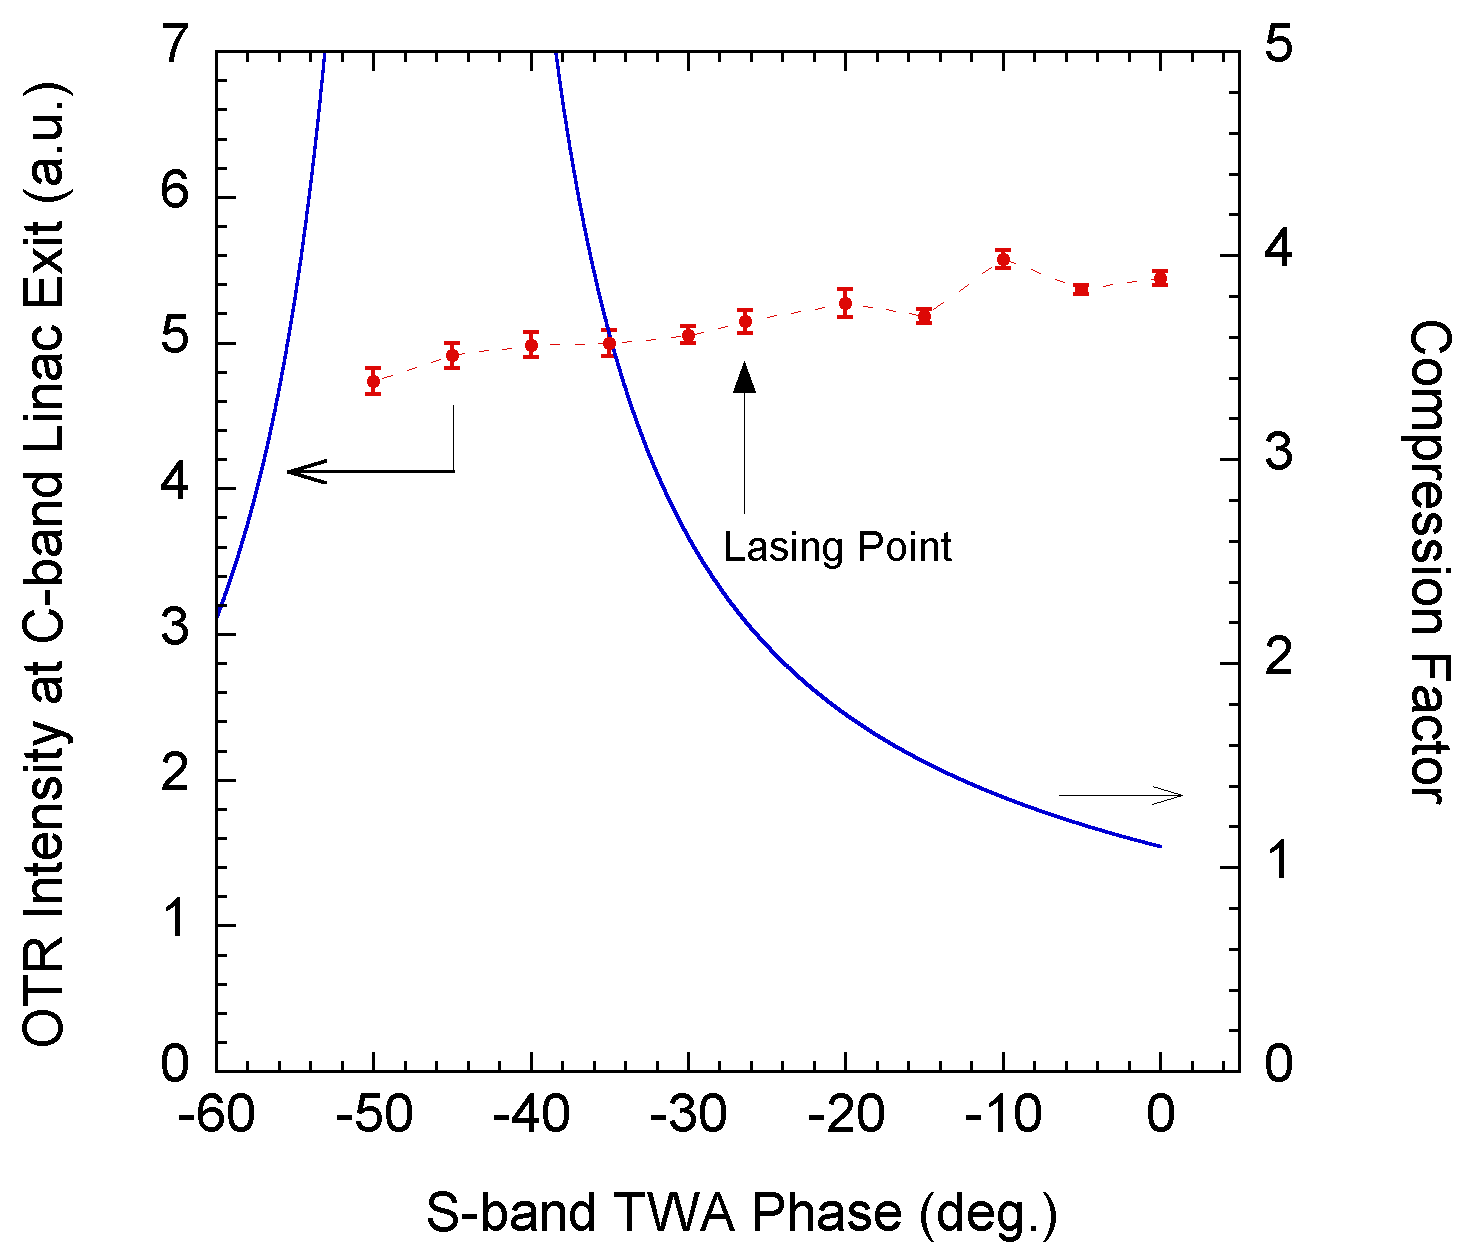 OTR Intensity at C-band Linac Exit (a.u.)
7
6
5
4
3
2
1
0
Lasing Point
5
4
3
2
1
0
Compression Factor
-60 -50 -40 -30 -20 -10 0
S-band TWA Phase (deg.)